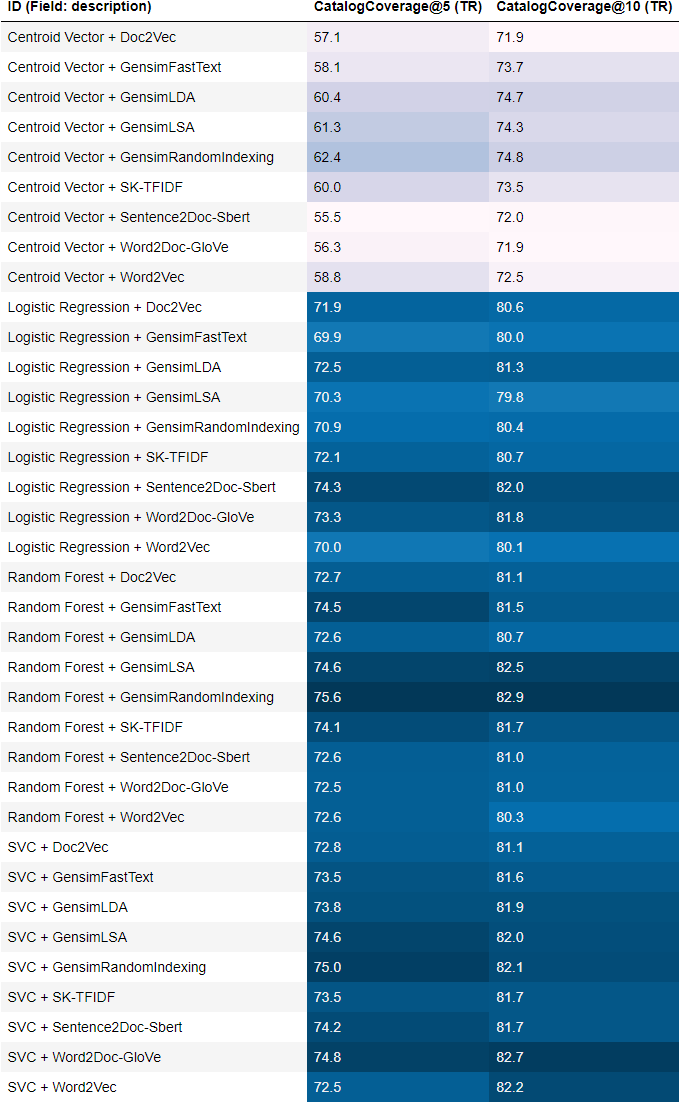 ID (Field: description) CatalogCoverage@5 (TR) CatalogCoverage@10 (TR)
Centroid Vector + Doc2Vec 57.1 71.9
Centroid Vector + GensimFastText 58.1 73.7
Centroid Vector + GensimLDA 60.4 74.7
Centroid Vector + GensimLSA 61.3 74.3
Centroid Vector + GensimRandomIndexing 62.4 74.8
Centroid Vector + SK-TFIDF 60.0 73.5
Centroid Vector + Sentence2Doc-Sbert 55.5 72.0
Centroid Vector + Word2Doc-GloVe 56.3 71.9
Centroid Vector + Word2Vec 58.8 72.5
Logistic Regression + Doc2Vec 71.9 80.6
Logistic Regression + GensimFastText 69.9 80.0
Logistic Regression + GensimLDA 72.5 81.3
Logistic Regression + GensimLSA 70.3 79.8
Logistic Regression + GensimRandomIndexing 70.9 80.4
Logistic Regression + SK-TFIDF 72.1 80.7
Logistic Regression + Sentence2Doc-Sbert 74.3 82.0
Logistic Regression + Word2Doc-GloVe 73.3 81.8
Logistic Regression + Word2Vec 70.0 80.1
Random Forest + Doc2Vec 72.7 81.1
Random Forest + GensimFastText 74.5 81.5
Random Forest + GensimLDA 72.6 80.7
Random Forest + GensimLSA 74.6 82.5
Random Forest + GensimRandomIndexing 75.6 82.9
Random Forest + SK-TFIDF 74.1 81.7
Random Forest + Sentence2Doc-Sbert 72.6 81.0
Random Forest + Word2Doc-GloVe 72.5 81.0
Random Forest + Word2Vec 72.6 80.3
SVC + Doc2Vec 72.8 81.1
SVC + GensimFastText 73.5 81.6
SVC + GensimLDA 73.8 81.9
SVC + GensimLSA 74.6 82.0
SVC + GensimRandomIndexing 75.0 82.1
SVC + SK-TFIDF 73.5 81.7
SVC + Sentence2Doc-Sbert 74.2 81.7
SVC + Word2Doc-GloVe 74.8 82.7
SVC + Word2Vec 72.5 82.2